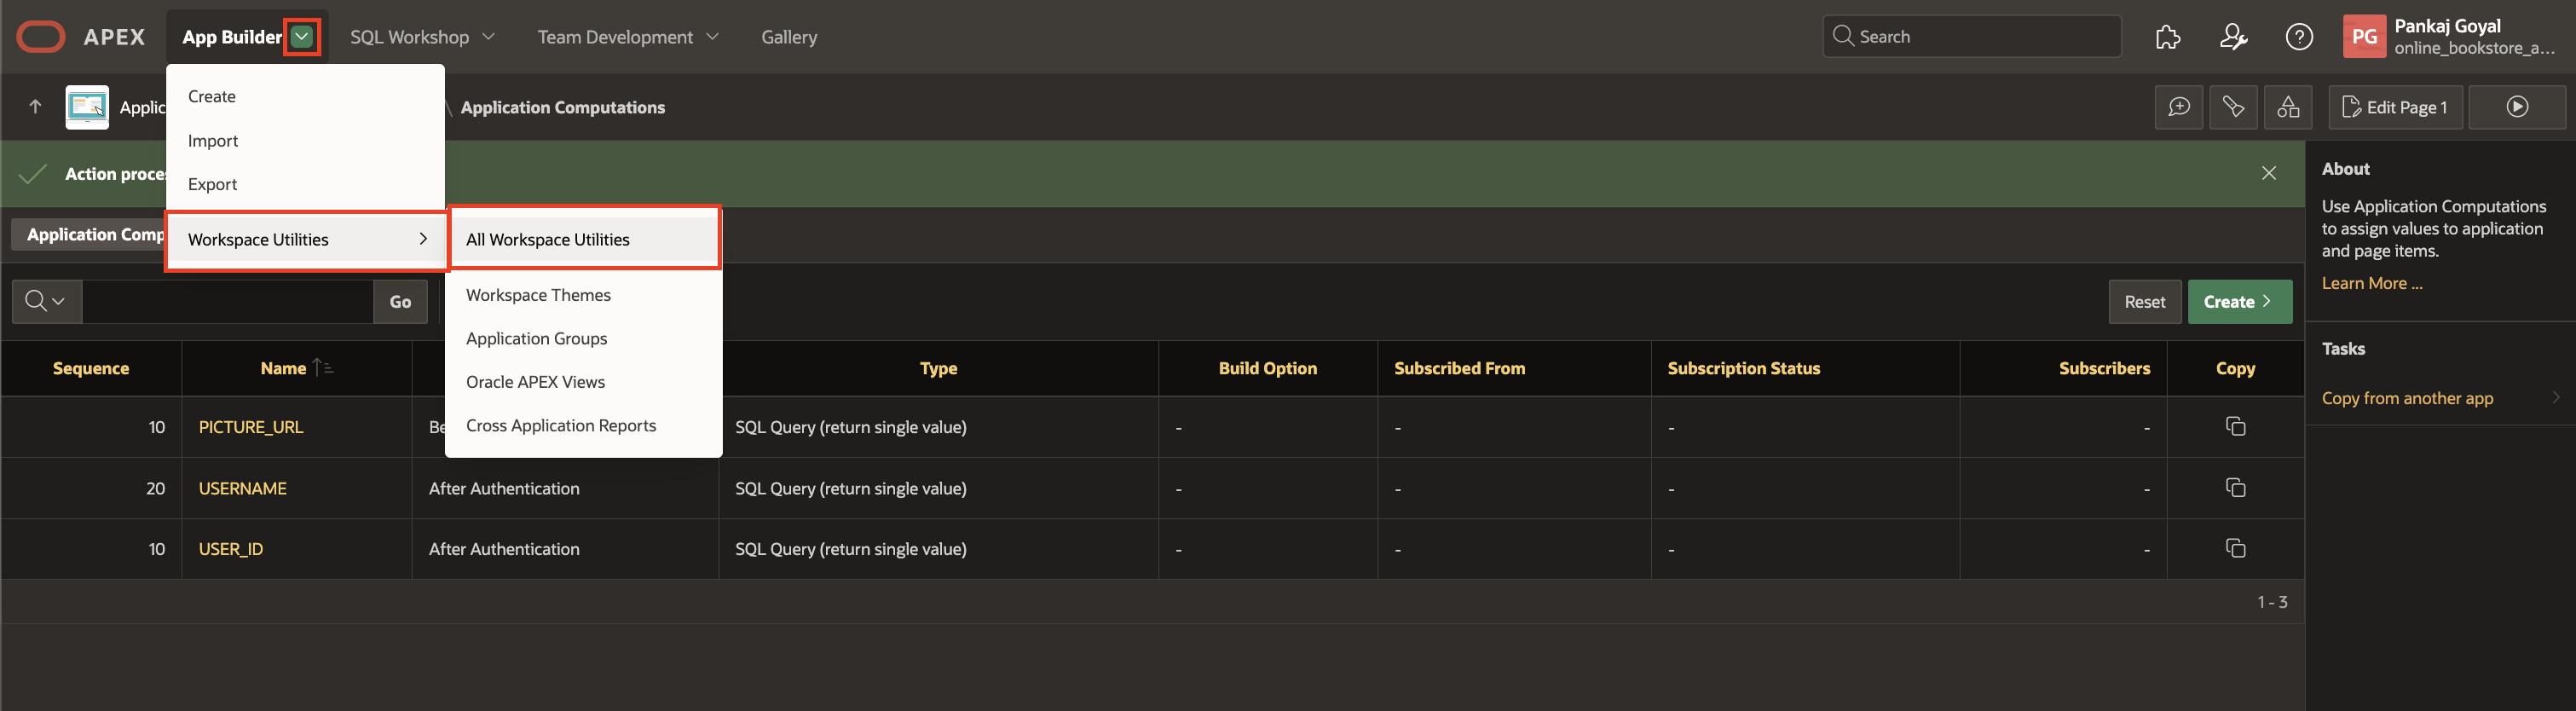 APEX
App Builder
SQL Workshop
Team Development
Gallery
Search
PG
Pankaj Goyal
online_bookstore_a...
Applic
\ Application Computations
Edit Page 1
Create
Import
Export
Workspace Utilities
All Workspace Utilities
Workspace Themes
Application Groups
Oracle APEX Views
Cross Application Reports
Action proces
Application Comp
Go
Reset
Create
Sequence Name Type Build Option Subscribed From Subscription Status Subscribers Copy
10 PICTURE_URL Be SQL Query (return single value) - - - -
20 USERNAME After Authentication SQL Query (return single value) - - - -
10 USER_ID After Authentication SQL Query (return single value) - - - -
1 - 3
About
Use Application Computations
to assign values to application
and page items.
Learn More ...
Tasks
Copy from another app